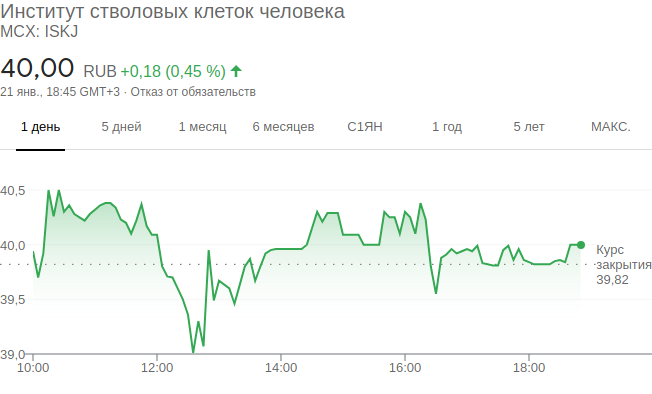 Институт стволовых клеток человека
MCX: ISKJ
40,00 RUB +0,18 (0,45 %)
21 янв., 18:45 GMT+3 · Отказ от обязательств
1 день 5 дней 1 месяц 6 месяцев С1ЯН 1 год 5 лет МАКС.
40,5
40,0
39,5
39,0
Курс
закрытия
39,82
10:00 12:00 14:00 16:00 18:00